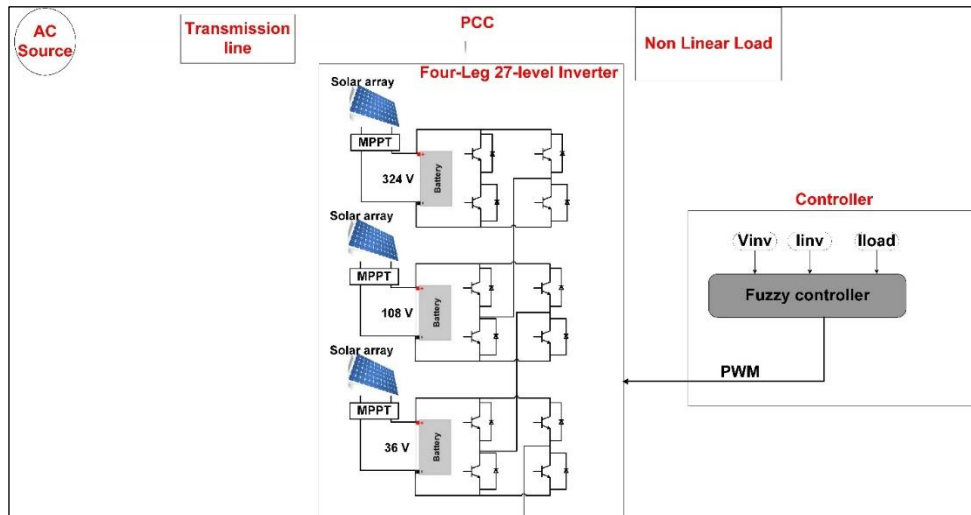 AC
Source
Transmission
line
PCC
Non Linear Load
Four-Leg 27-level Inverter
Solar array
MPPT
324 V
Battery
Solar array
MPPT
108 V
Battery
Solar array
MPPT
36 V
Battery
Controller
Vinv
Iinv
Iload
Fuzzy controller
PWM